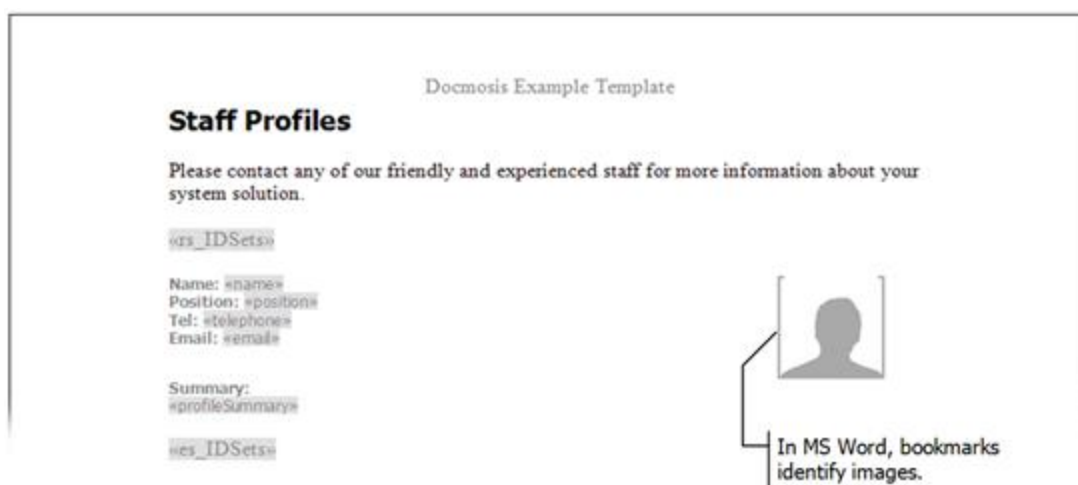 Docmosis Example Template
Staff Profiles
Please contact any of our friendly and experienced staff for more information about your
system solution.
«rs_IDSets»
Name: «name»
Position: «position»
Tel: «telephone»
Email: «email»
Summary:
«profileSummary»
«es_IDSets»
In MS Word, bookmarks
identify images.